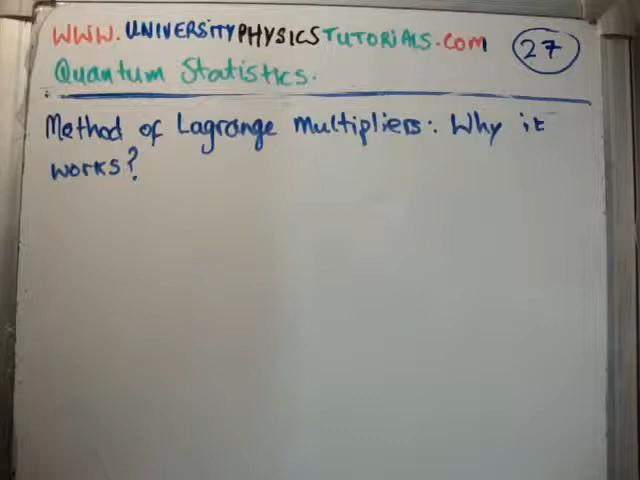 WWW.UNIVERSITYPHYSICSTUTORIALS.COM
27
Quantum Statistics.
Method of Lagrange Multipliers: Why it
works?